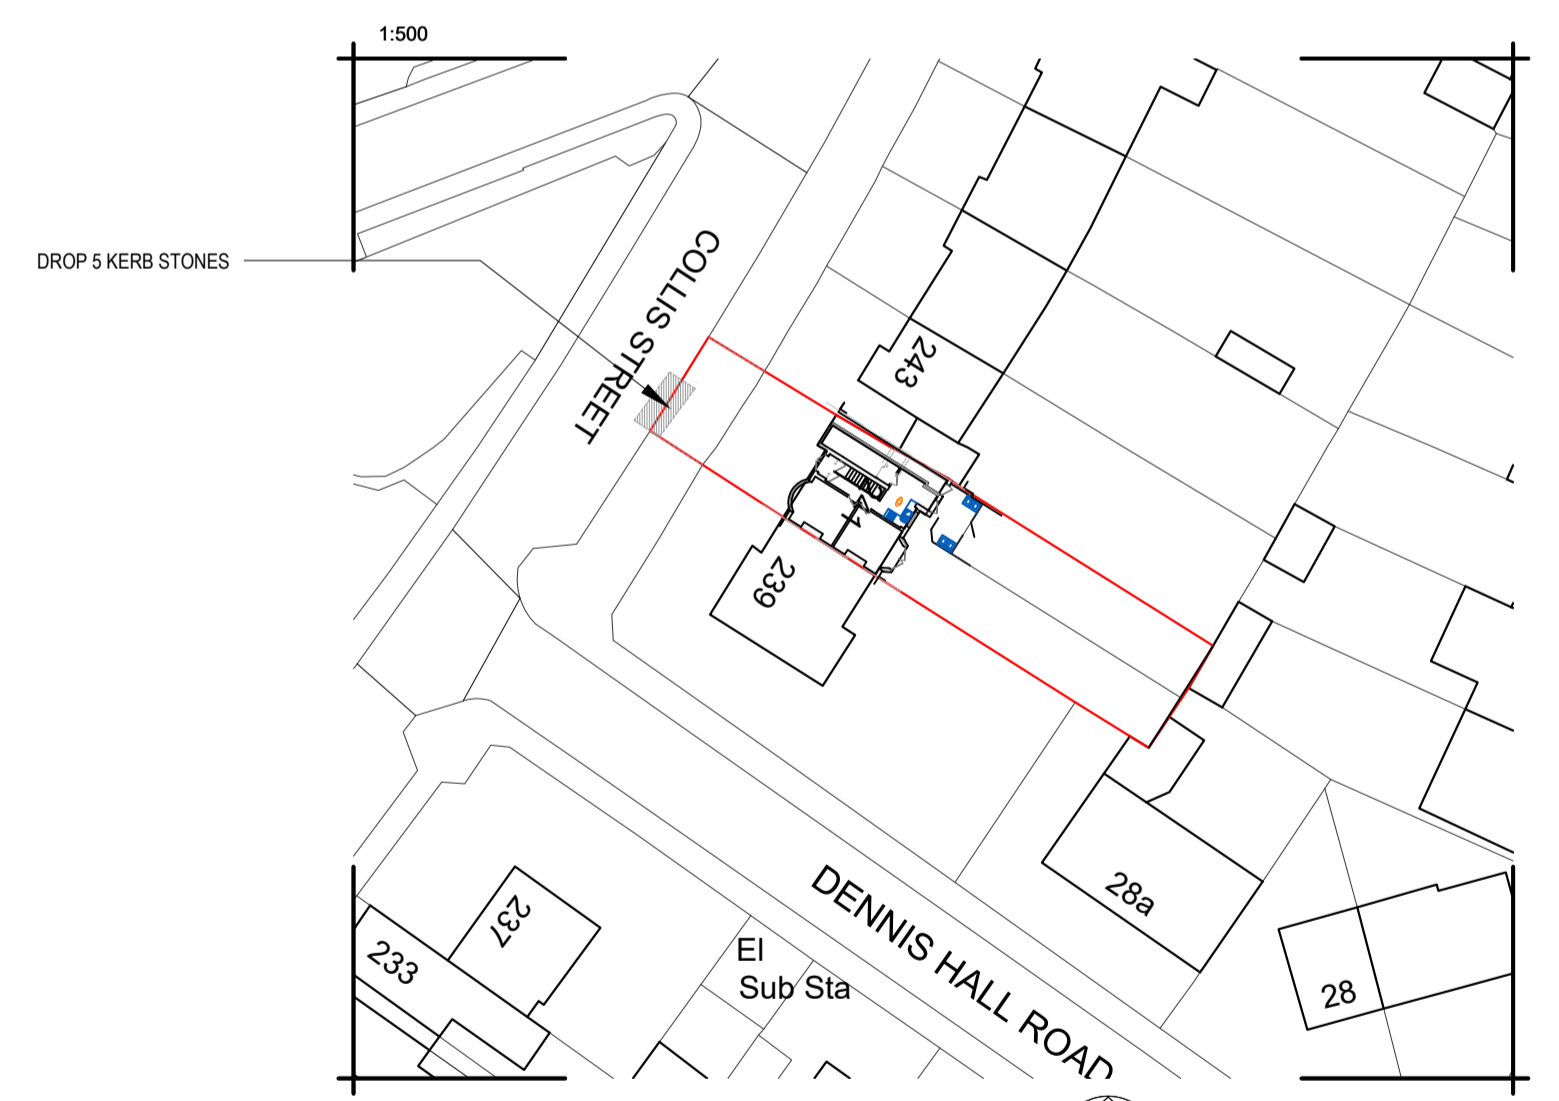 1:500
DROP 5 KERB STONES
COLLIS STREET
243
239
237
233
28a
28
El
Sub Sta
DENNIS HALL ROAD